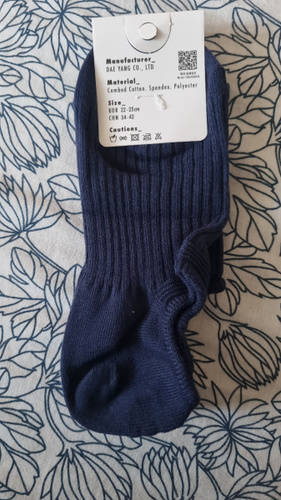 Manufacturer_
DAE YANG CO., LTD
Material_
Combed Cotton. Spandex. Polyester
Size_
KOR 22-25cm
CHN 34-42
Cautions_